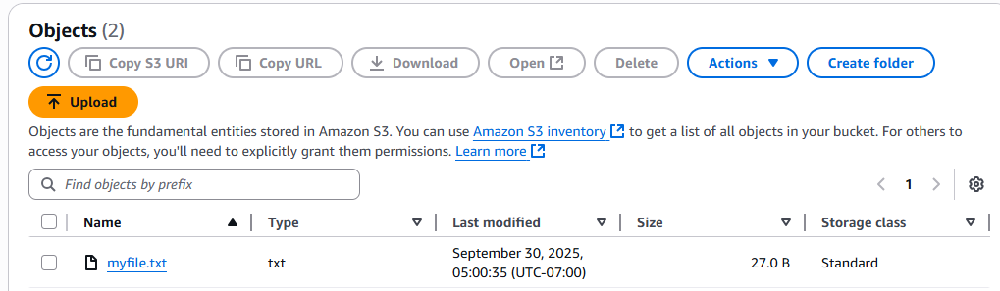 Objects (2)
Copy S3 URI Copy URL Download Open Delete Actions Create folder
Upload
Objects are the fundamental entities stored in Amazon S3. You can use Amazon S3 inventory to get a list of all objects in your bucket. For others to
access your objects, you'll need to explicitly grant them permissions. Learn more
Find objects by prefix 1
Name Type Last modified Size Storage class
myfile.txt txt September 30, 2025, 27.0 B Standard
05:00:35 (UTC-07:00)